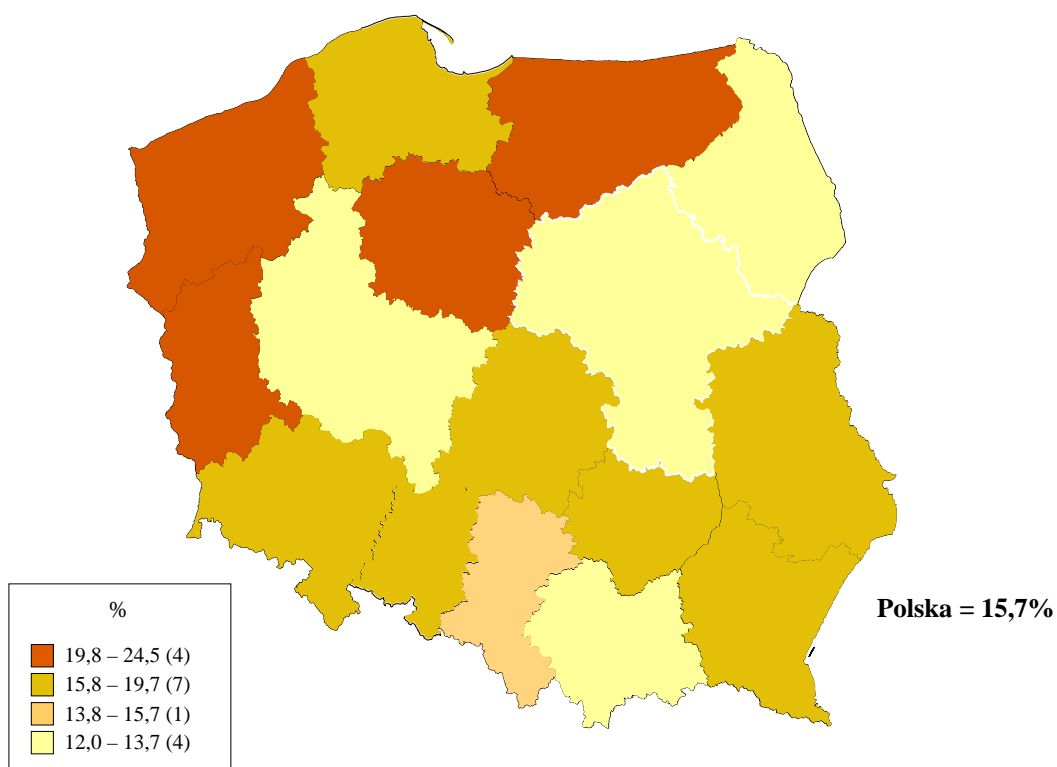 Polska = 15,7%
%
19,8 – 24,5 (4)
15,8 – 19,7 (7)
13,8 – 15,7 (1)
12,0 – 13,7 (4)